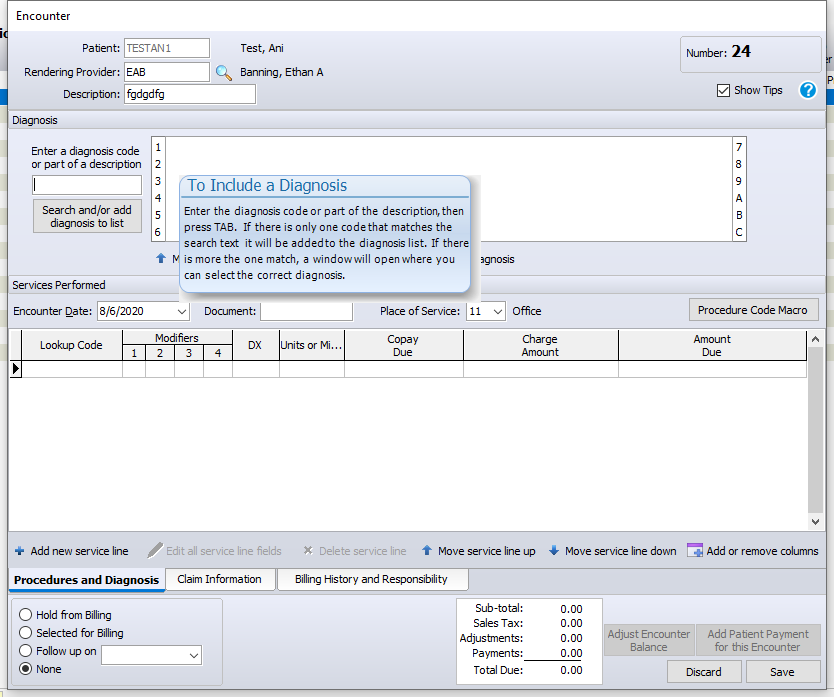 Encounter
Patient: TESTAN1 Test, Ani
Number: 24
Rendering Provider: EAB Banning, Ethan A
Description: fgdgdfg
Show Tips ?
Diagnosis
Enter a diagnosis code
or part of a description
Search and/or add
diagnosis to list
1 7
2 8
3 9
4 A
5 B
6 C
To Include a Diagnosis
Enter the diagnosis code or part of the description, then
press TAB. If there is only one code that matches the
search text it will be added to the diagnosis list. If there
is more the one match, a window will open where you
can select the correct diagnosis.
M agnosis
Services Performed
Encounter Date: 8/6/2020 Document: Place of Service: 11 Office Procedure Code Macro
Lookup Code Modifiers DX Units or Mi... Copay Due Charge Amount Amount Due
1 2 3 4
Add new service line Edit all service line fields Delete service line Move service line up Move service line down Add or remove columns
Procedures and Diagnosis Claim Information Billing History and Responsibility
Hold from Billing
Selected for Billing
Follow up on
None
Sub-total: 0.00
Sales Tax: 0.00
Adjustments: 0.00
Payments: 0.00
Total Due: 0.00
Adjust Encounter
Balance
Add Patient Payment
for this Encounter
Discard Save